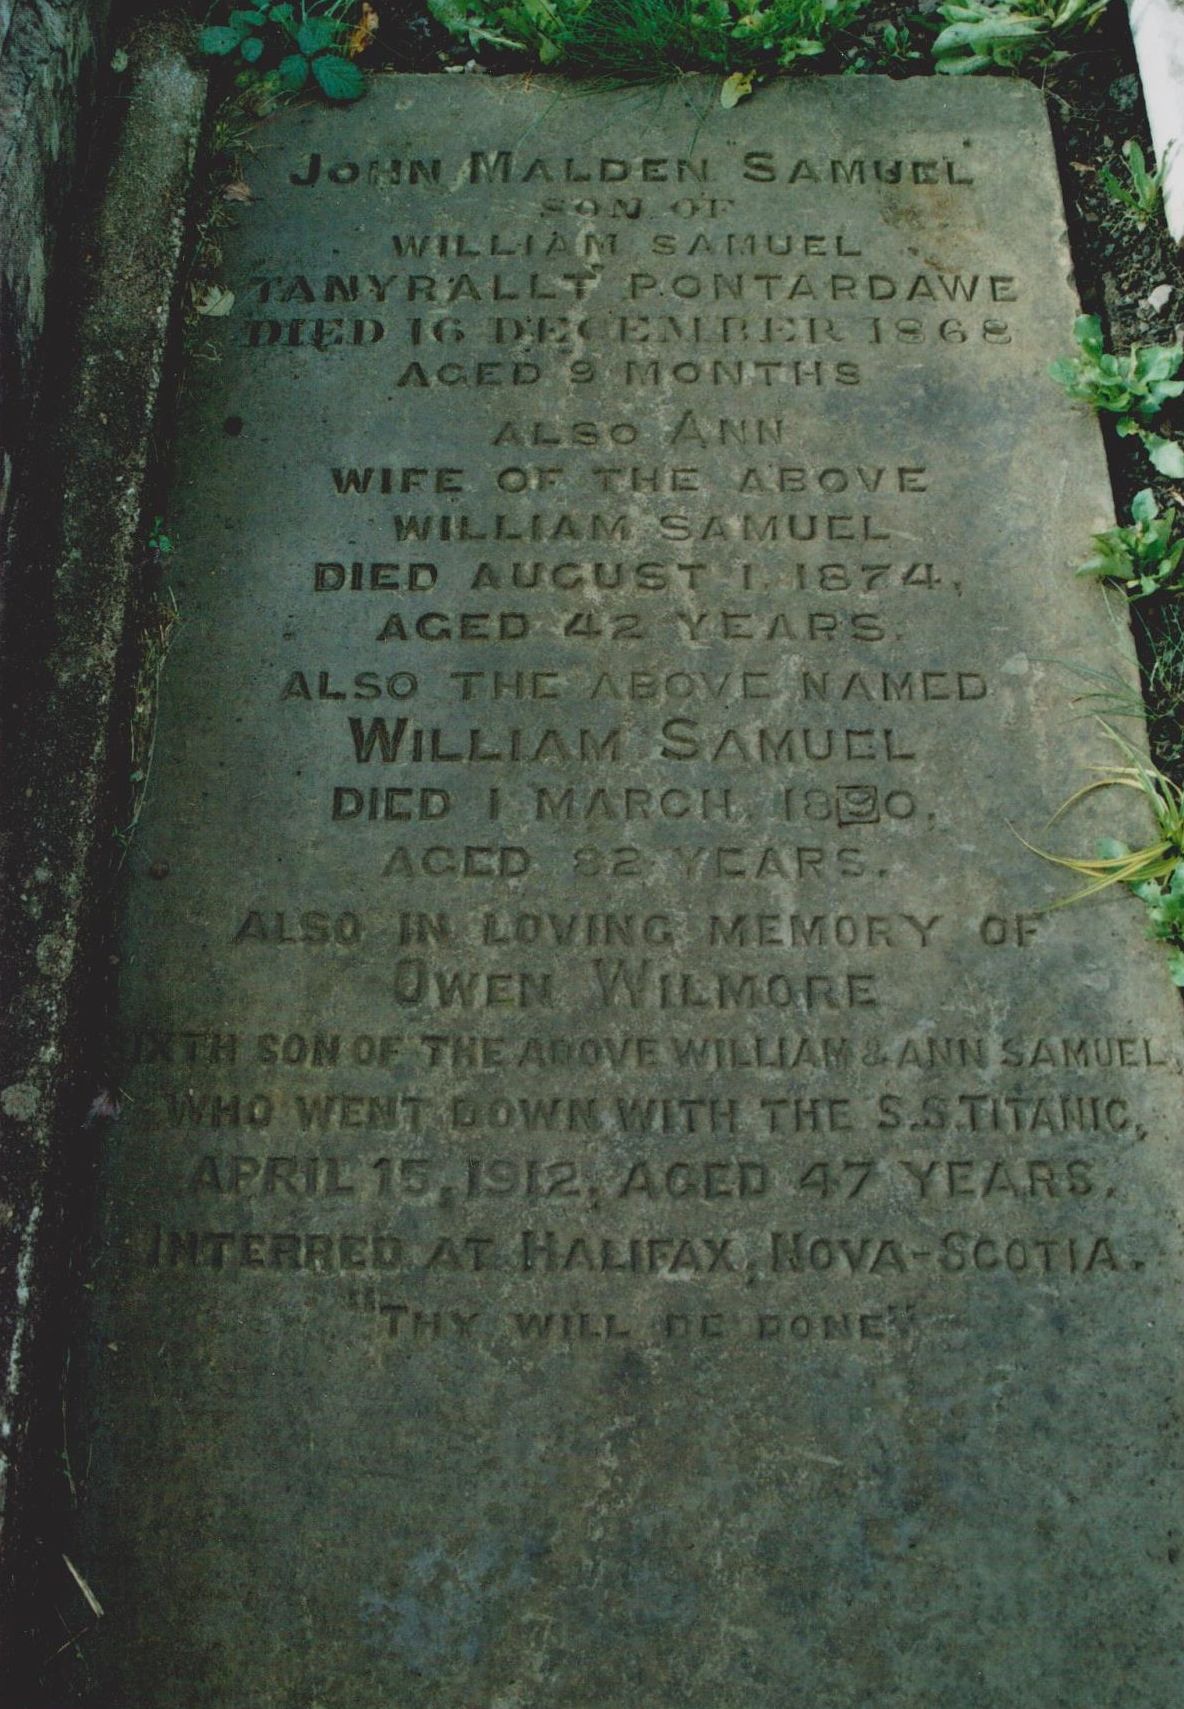 JOHN MALDEN SAMUEL
SON OF
WILLIAM SAMUEL
TANYRALLT PONTARDAWE
DIED 16 DECEMBER 1868
AGED 9 MONTHS
ALSO ANN
WIFE OF THE ABOVE
WILLIAM SAMUEL
DIED AUGUST 1, 1874,
AGED 42 YEARS.
ALSO THE ABOVE NAMED
WILLIAM SAMUEL
DIED 1 MARCH, 1890,
AGED 82 YEARS.
ALSO IN LOVING MEMORY OF
OWEN WILMORE
IXTH SON OF THE ABOVE WILLIAM & ANN SAMUEL,
WHO WENT DOWN WITH THE S.S.TITANIC,
APRIL 15, 1912, AGED 47 YEARS.
INTERRED AT HALIFAX, NOVA-SCOTIA.
"THY WILL BE DONE"